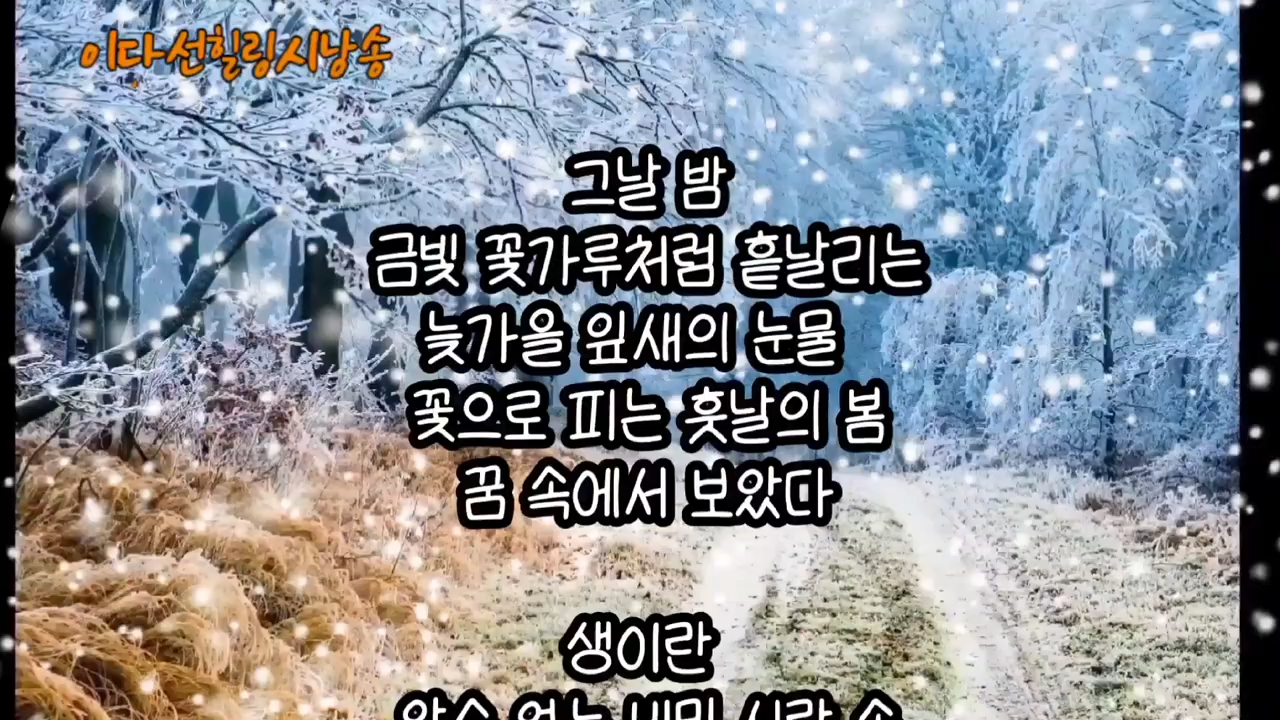 이다선힐링시낭송
그날 밤
금빛 꽃가루처럼 흩날리는
늦가을 잎새의 눈물
꽃으로 피는 훗날의 봄
꿈 속에서 보았다
생이란